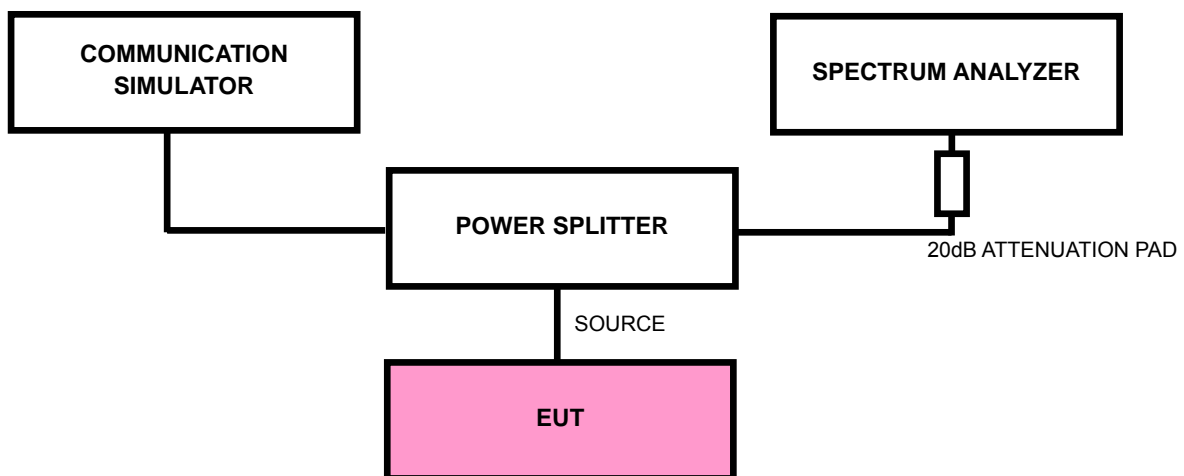 COMMUNICATION
SIMULATOR
SPECTRUM ANALYZER
POWER SPLITTER
20dB ATTENUATION PAD
SOURCE
EUT